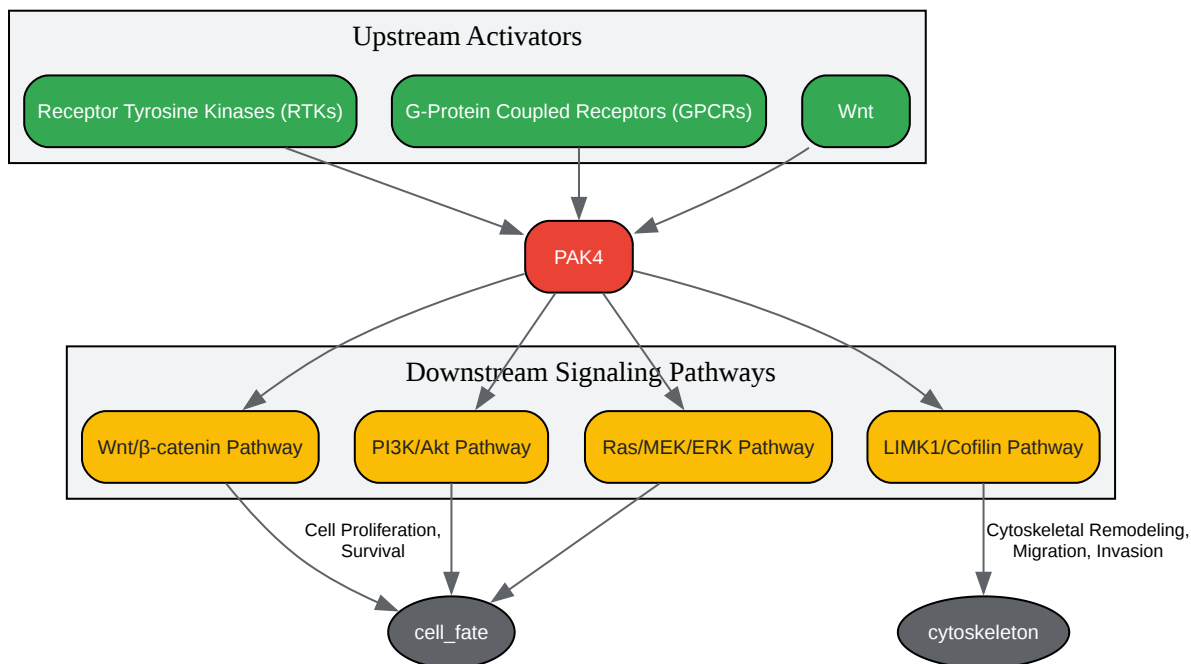 Upstream Activators
Receptor Tyrosine Kinases (RTKs)
G-Protein Coupled Receptors (GPCRs)
Wnt
PAK4
Downstream Signaling Pathways
Wnt/β-catenin Pathway
PI3K/Akt Pathway
Ras/MEK/ERK Pathway
LIMK1/Cofilin Pathway
Cell Proliferation,
Survival
Cytoskeletal Remodeling,
Migration, Invasion
cell_fate
cytoskeleton